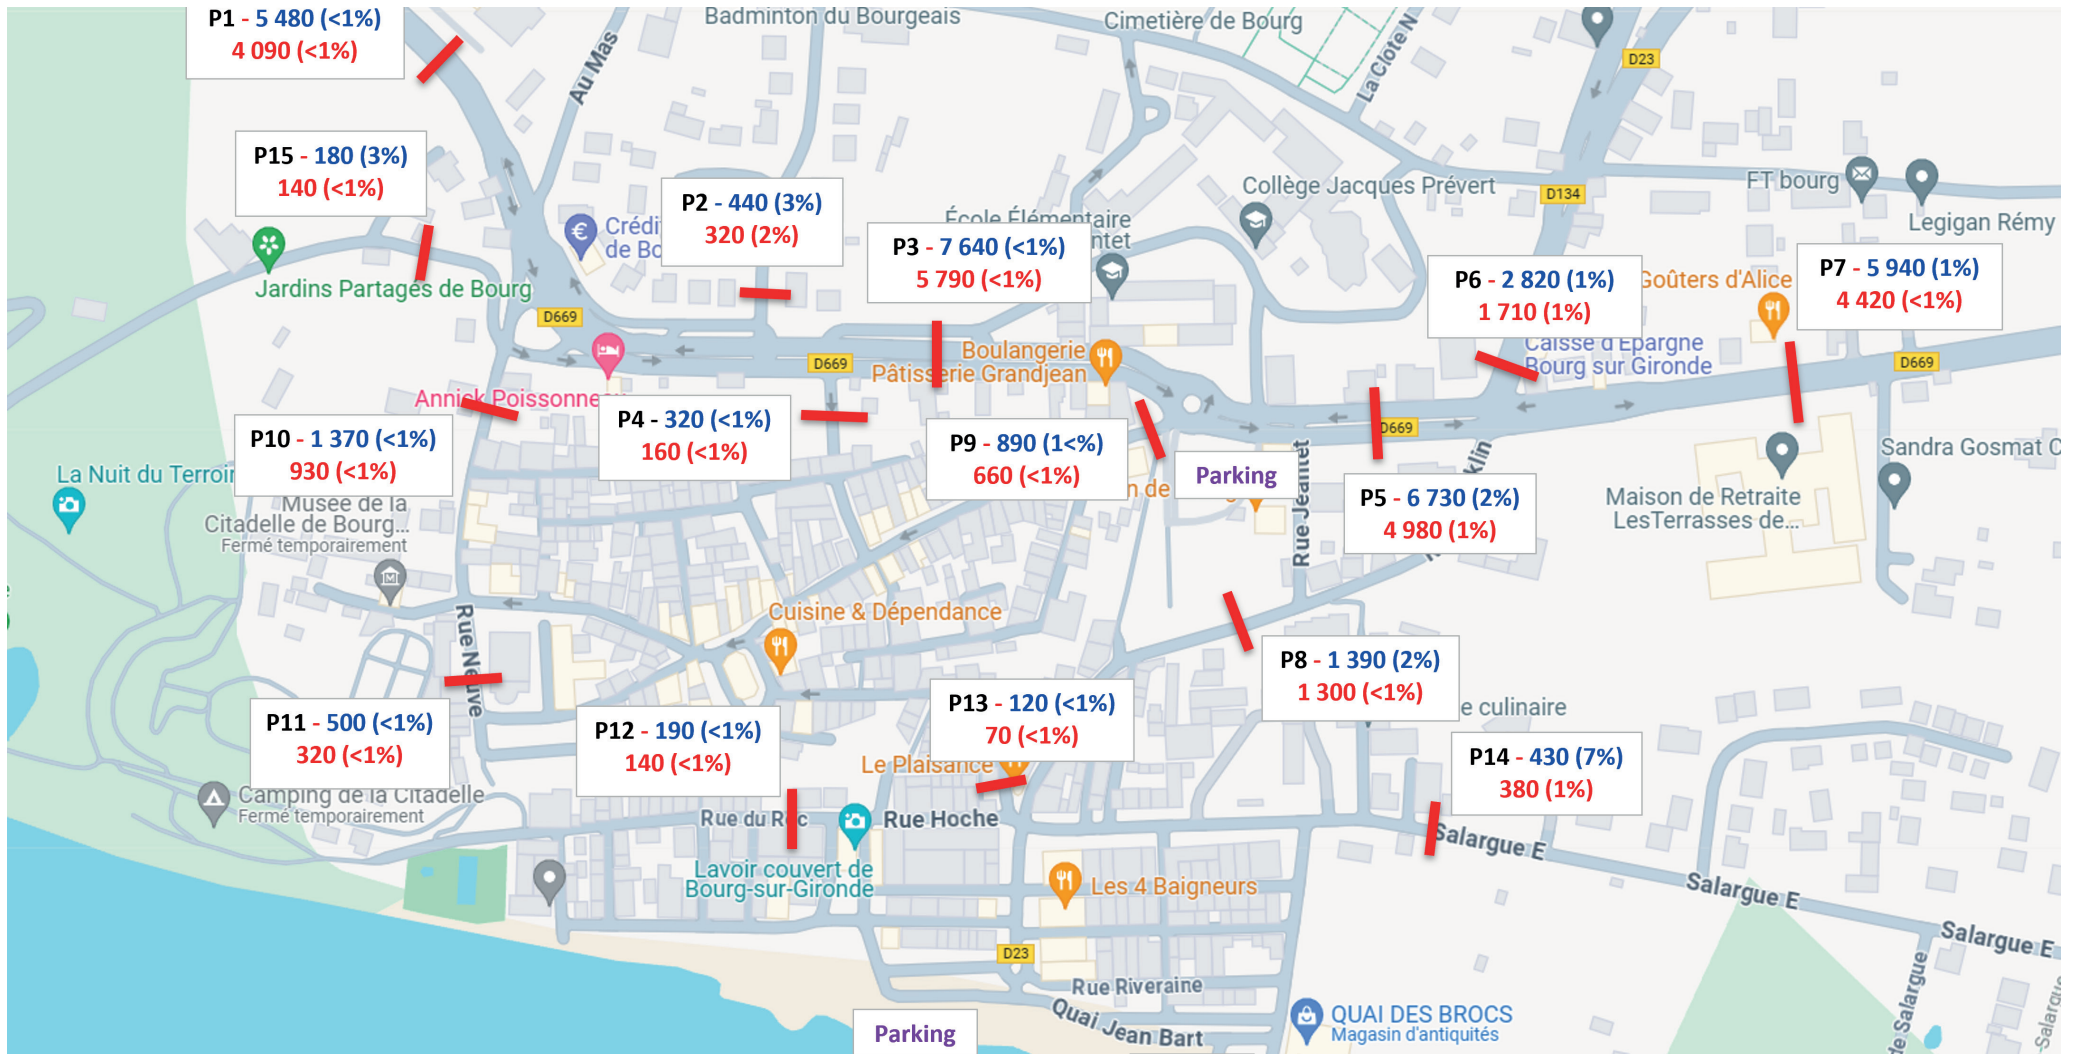 P1 - 5 480 (<1%)
4 090 (<1%)
Badminton du Bourgeais
Cimetière de Bourg
Au Mas
La Clote N
D23
P15 - 180 (3%)
140 (<1%)
P2 - 440 (3%)
320 (2%)
Collège Jacques Prévert
D134
FT bourg
Legigan Rémy
École Élémentaire
ntet
Crédi
de Bo
P3 - 7 640 (<1%)
5 790 (<1%)
P6 - 2 820 (1%)
1 710 (1%)
Goûters d'Alice
P7 - 5 940 (1%)
4 420 (<1%)
Jardins Partagés de Bourg
D669
D669
Boulangerie
Pâtisserie Grandjean
Caisse d'Epargne
Bourg sur Gironde
D669
Annick Poissonne
P10 - 1 370 (<1%)
930 (<1%)
P4 - 320 (<1%)
160 (<1%)
P9 - 890 (1<%)
660 (<1%)
D669
Parking
n de
Rue Jeantet
klin
P5 - 6 730 (2%)
4 980 (1%)
Sandra Gosmat C
La Nuit du Terroir
Musée de la
Citadelle de Bourg...
Fermé temporairement
Maison de Retraite
LesTerrasses de...
Cuisine & Dépendance
Rue Neuve
P8 - 1 390 (2%)
1 300 (<1%)
e culinaire
P11 - 500 (<1%)
320 (<1%)
P12 - 190 (<1%)
140 (<1%)
P13 - 120 (<1%)
70 (<1%)
Le Plaisance
P14 - 430 (7%)
380 (1%)
Camping de la Citadelle
Fermé temporairement
Rue du Roc
Rue Hoche
Salargue E
Lavoir couvert de
Bourg-sur-Gironde
Les 4 Baigneurs
Salargue E
Salargue E
D23
Rue Riveraine
Quai Jean Bart
QUAI DES BROCS
Magasin d'antiquités
de Salargue
Salargue
Parking